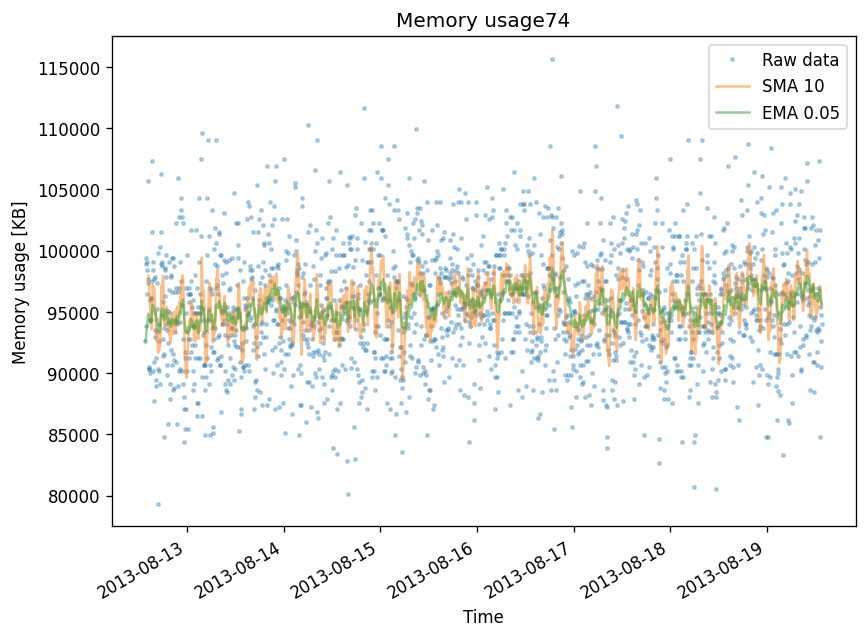 Memory usage74
Raw data
SMA 10
EMA 0.05
Memory usage [KB]
115000
110000
105000
100000
95000
90000
85000
80000
2013-08-13
2013-08-14
2013-08-15
2013-08-16
2013-08-17
2013-08-18
2013-08-19
Time